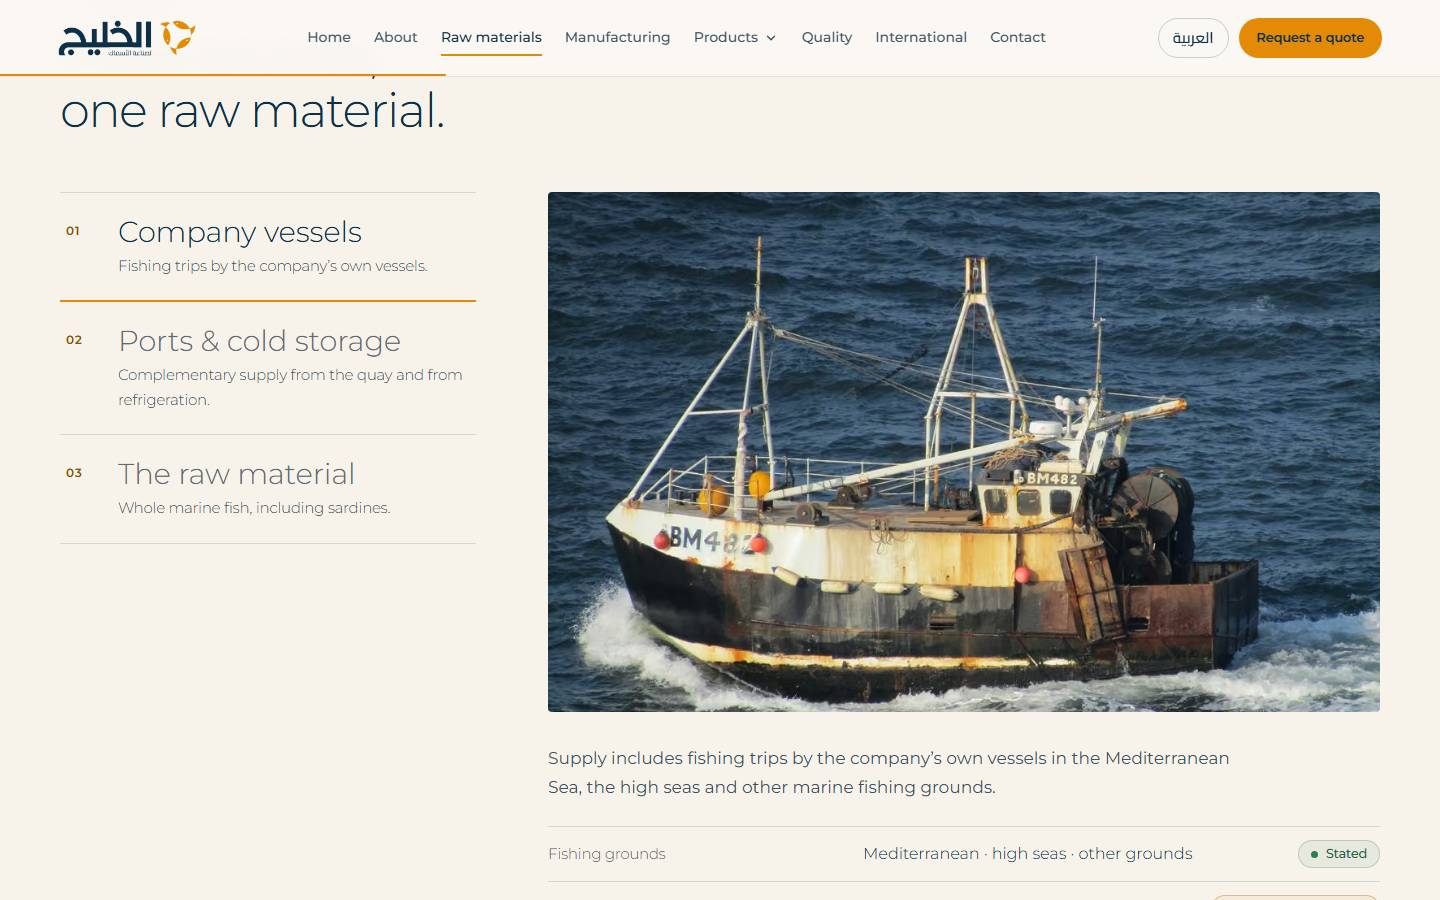 الخليج
لصناعة الأسماك
Home
About
Raw materials
Manufacturing
Products
Quality
International
Contact
العربية
Request a quote
one raw material.
01
Company vessels
Fishing trips by the company’s own vessels.
02
Ports & cold storage
Complementary supply from the quay and from
refrigeration.
03
The raw material
Whole marine fish, including sardines.
BM482
BM482
Supply includes fishing trips by the company’s own vessels in the Mediterranean
Sea, the high seas and other marine fishing grounds.
Fishing grounds
Mediterranean · high seas · other grounds
Stated